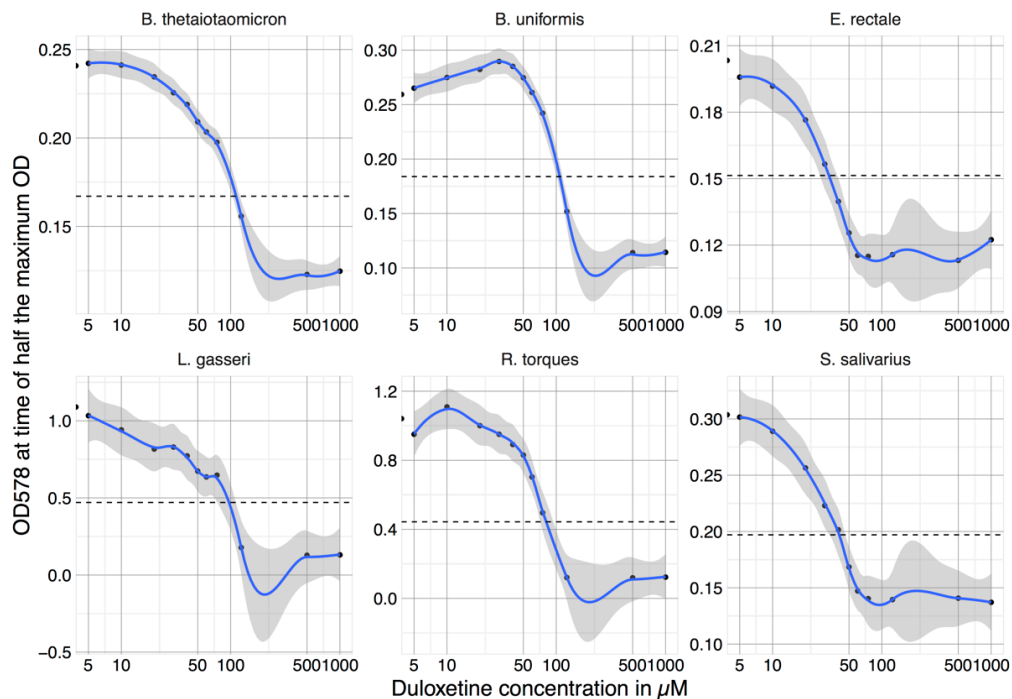 B. thetaiotaomicron
B. uniformis
E. rectale
0.25
0.20
0.15
5 10 50 100 5001000
0.30
0.25
0.20
0.15
0.10
5 10 50 100 5001000
0.21
0.18
0.15
0.12
0.09
5 10 50 100 5001000
OD578 at time of half the maximum OD
L. gasseri
R. torques
S. salivarius
1.0
0.5
0.0
−0.5
5 10 50 100 5001000
1.2
0.8
0.4
0.0
5 10 50 100 5001000
0.30
0.25
0.20
0.15
0.10
5 10 50 100 5001000
Duloxetine concentration in µM